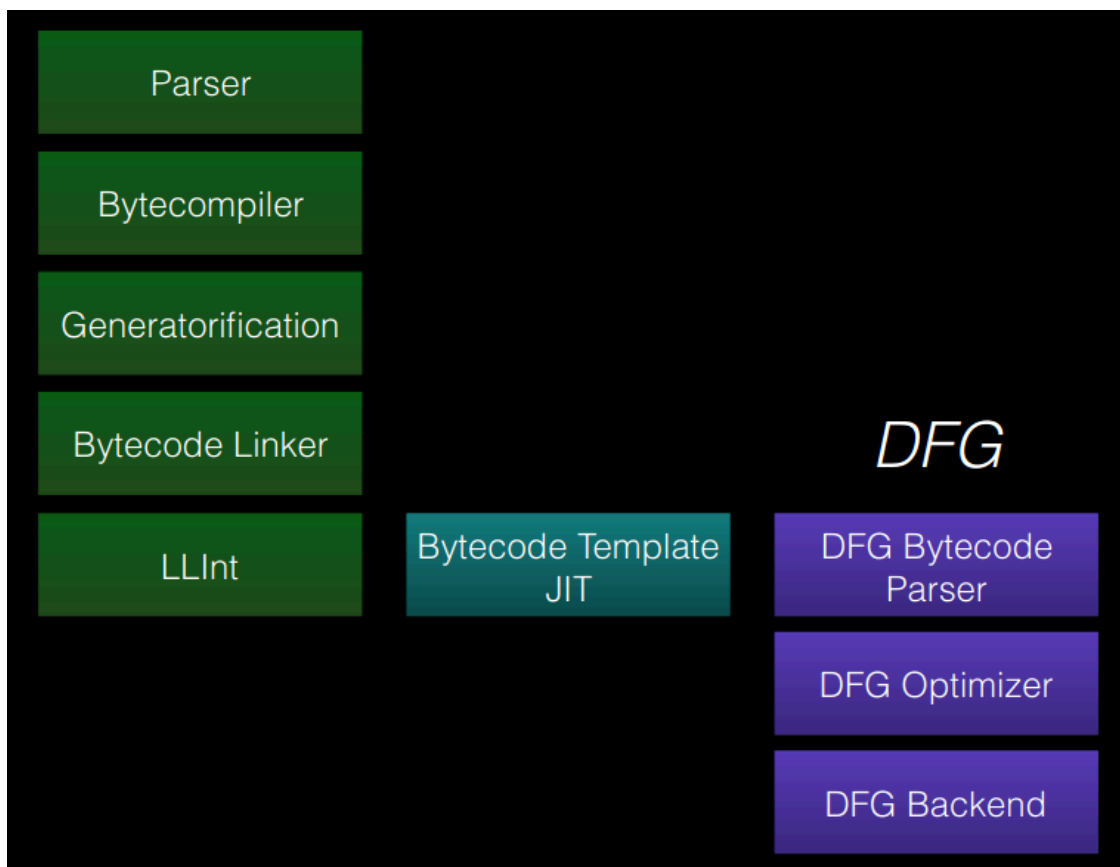 Parser
Bytecompiler
Generatorification
Bytecode Linker
LLInt
Bytecode Template
JIT
DFG
DFG Bytecode
Parser
DFG Optimizer
DFG Backend